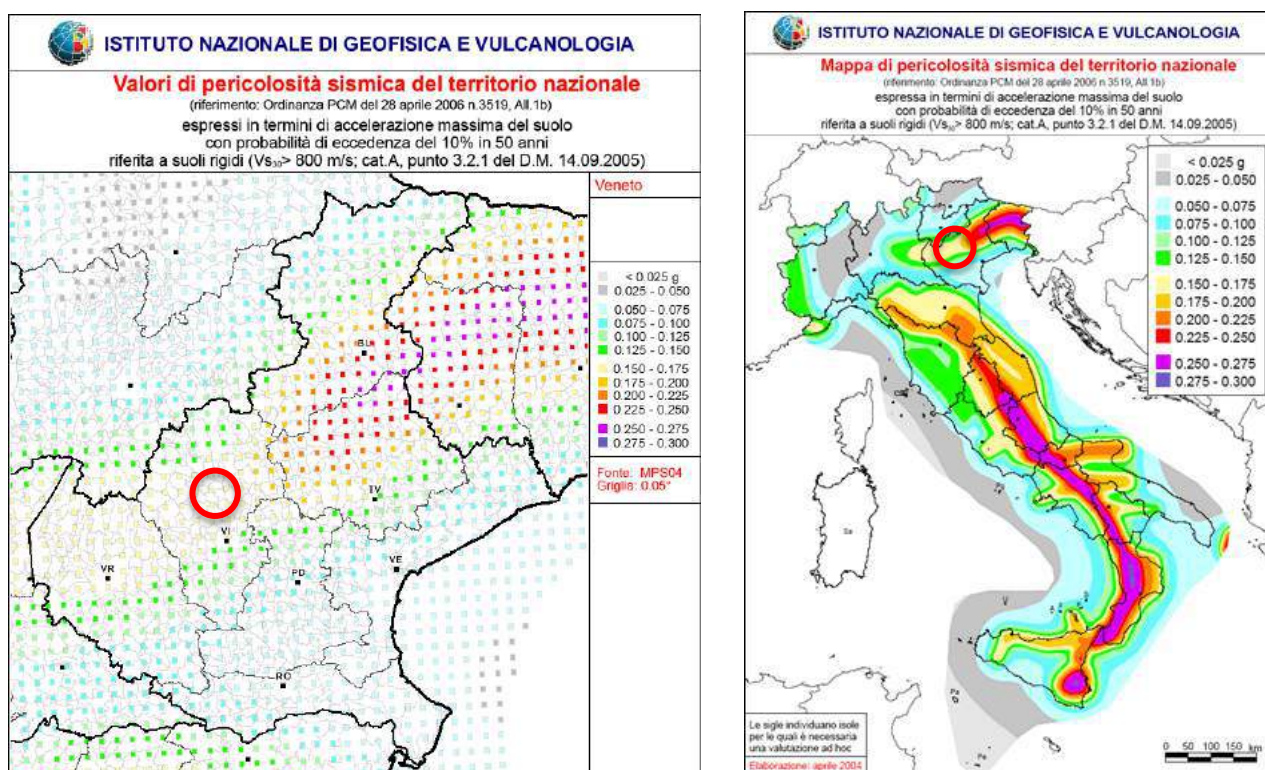 ISTITUTO NAZIONALE DI GEOFISICA E VULCANOLOGIA
Valori di pericolosità sismica del territorio nazionale
(riferimento: Ordinanza PCM del 28 aprile 2006 n.3519, All.1b)
espressi in termini di accelerazione massima del suolo
con probabilità di eccedenza del 10% in 50 anni
riferita a suoli rigidi (Vs₃₀> 800 m/s; cat.A, punto 3.2.1 del D.M. 14.09.2005)
Veneto
< 0.025 g
0.025 - 0.050
0.050 - 0.075
0.075 - 0.100
0.100 - 0.125
0.125 - 0.150
0.150 - 0.175
0.175 - 0.200
0.200 - 0.225
0.225 - 0.250
0.250 - 0.275
0.275 - 0.300
Fonte: MPS04
Griglia: 0.05°
BL
TV
VI
VE
VR
PD
RO
ISTITUTO NAZIONALE DI GEOFISICA E VULCANOLOGIA
Mappa di pericolosità sismica del territorio nazionale
(riferimento: Ordinanza PCM del 28 aprile 2006 n.3519, All.1b)
espressa in termini di accelerazione massima del suolo
con probabilità di eccedenza del 10% in 50 anni
riferita a suoli rigidi (Vs₃₀> 800 m/s; cat.A, punto 3.2.1 del D.M. 14.09.2005)
< 0.025 g
0.025 - 0.050
0.050 - 0.075
0.075 - 0.100
0.100 - 0.125
0.125 - 0.150
0.150 - 0.175
0.175 - 0.200
0.200 - 0.225
0.225 - 0.250
0.250 - 0.275
0.275 - 0.300
Sa
U
Pa
Pe
Le sigle individuano isole
per le quali è necessaria
una valutazione ad hoc
Elaborazione: aprile 2004
0 50 100 150
km